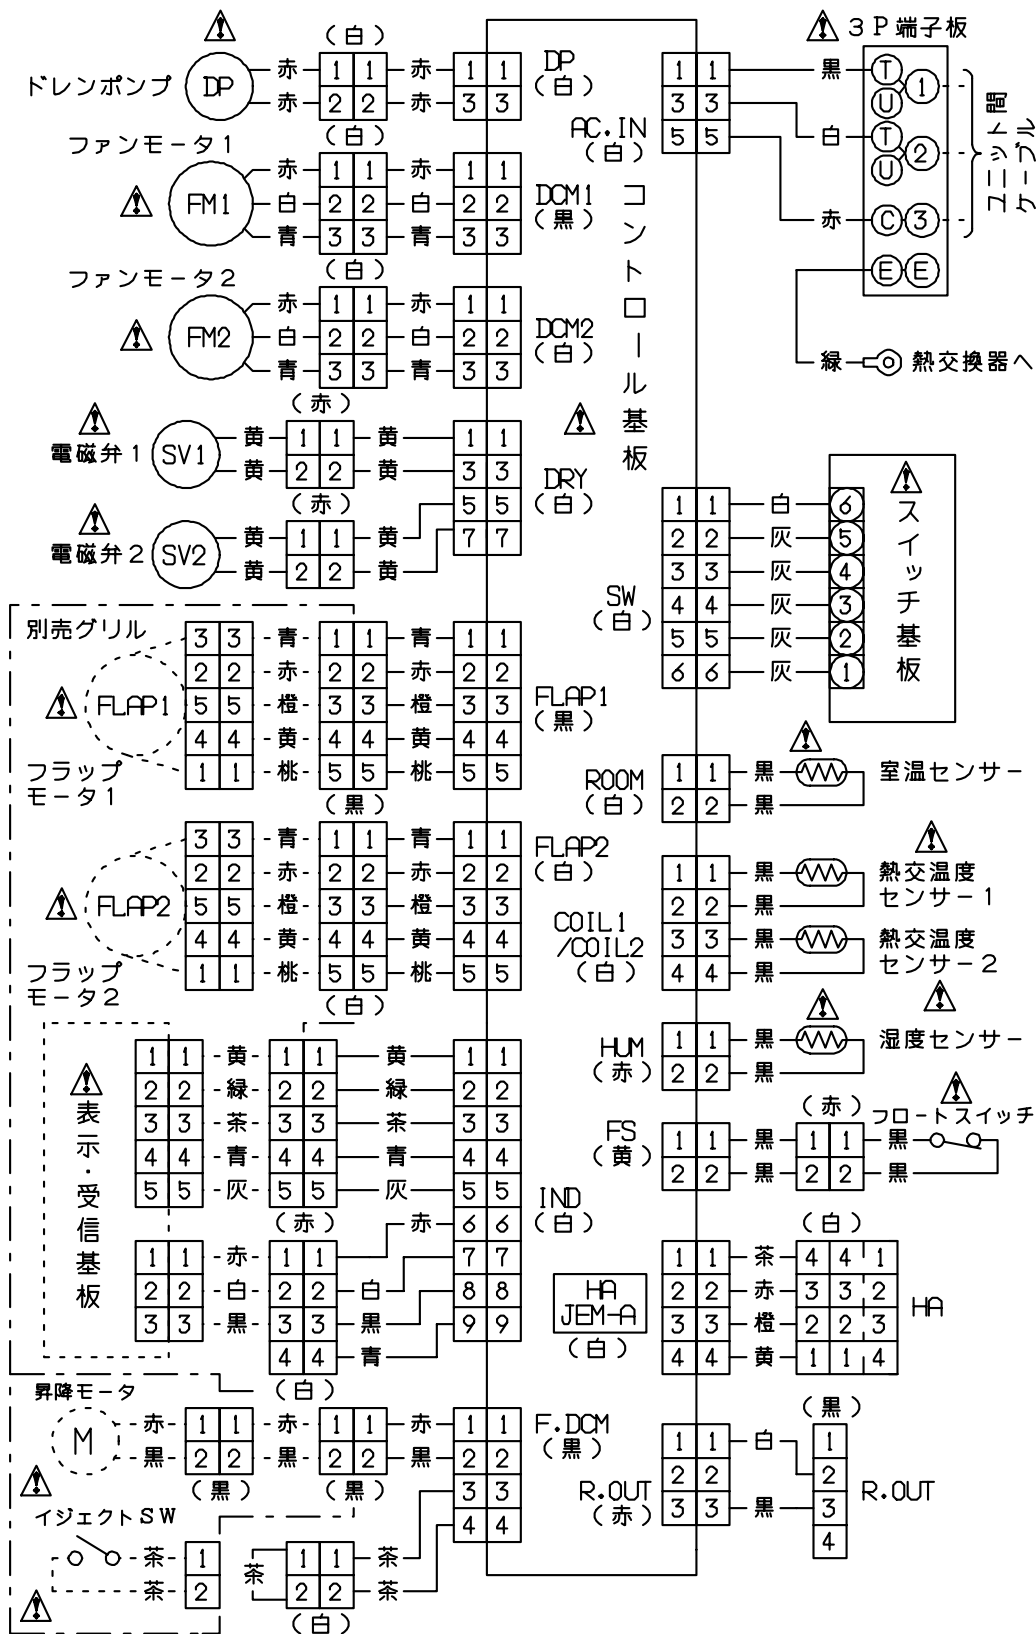 (白)
ドレンポンプ DP 赤 1 1 赤 1 1 DP
赤 2 2 赤 3 3 (白)
(白)
ファンモータ1
FM1 赤 1 1 赤 1 1
白 2 2 白 2 2 DCM1
青 3 3 青 3 3 (黒)
(白)
ファンモータ2
FM2 赤 1 1 赤 1 1
白 2 2 白 2 2 DCM2
青 3 3 青 3 3 (白)
(赤)
電磁弁1 SV1 黄 1 1 黄 1 1
黄 2 2 黄 3 3 DRY
(赤) 5 5 (白)
電磁弁2 SV2 黄 1 1 黄 7 7
黄 2 2 黄
別売グリル
FLAP1
3 3 青 1 1 青 1 1
2 2 赤 2 2 赤 2 2
5 5 橙 3 3 橙 3 3 FLAP1
4 4 黄 4 4 黄 4 4 (黒)
1 1 桃 5 5 桃 5 5
フラップ
モータ1
(黒)
FLAP2
3 3 青 1 1 青 1 1 FLAP2
2 2 赤 2 2 赤 2 2 (白)
5 5 橙 3 3 橙 3 3
4 4 黄 4 4 黄 4 4
1 1 桃 5 5 桃 5 5
フラップ
モータ2
(白)
表示・受信基板
1 1 黄 1 1 黄 1 1
2 2 緑 2 2 緑 2 2
3 3 茶 3 3 茶 3 3
4 4 青 4 4 青 4 4
5 5 灰 5 5 灰 5 5 IND
(赤) 赤 6 6 (白)
1 1 赤 1 1 7 7
2 2 白 2 2 白 8 8
3 3 黒 3 3 黒 9 9
4 4 青
(白)
昇降モータ
M 赤 1 1 赤 1 1 赤 1 1 F.DCM
黒 2 2 黒 2 2 黒 2 2 (黒)
(黒) (黒) 3 3
4 4
イジェクトSW
茶 1 茶 1 1 茶
茶 2 2 2 茶
(白)
コントロール基板
3P端子板
1 1 黒 T 1
3 3 U
AC.IN 5 5 白 T 2
(白) U
赤 C 3
E E
ユニット間
ケーブル
緑 熱交換器へ
スイッチ基板
1 1 白 6
2 2 灰 5
3 3 灰 4
SW 4 4 灰 3
(白) 5 5 灰 2
6 6 灰 1
ROOM 1 1 黒 室温センサー
(白) 2 2 黒
1 1 黒 熱交温度
2 2 黒 センサー1
COIL1
/COIL2 3 3 黒 熱交温度
(白) 4 4 黒 センサー2
HUM 1 1 黒 湿度センサー
(赤) 2 2 黒
(赤) フロートスイッチ
FS 1 1 黒 1 1 黒
(黄) 2 2 黒 2 2 黒
(白)
HA
JEM-A
(白)
1 1 茶 4 4 1
2 2 赤 3 3 2 HA
3 3 橙 2 2 3
4 4 黄 1 1 4
(黒)
1 1 白 1
R.OUT 2 2 2 R.OUT
(赤) 3 3 黒 3
4